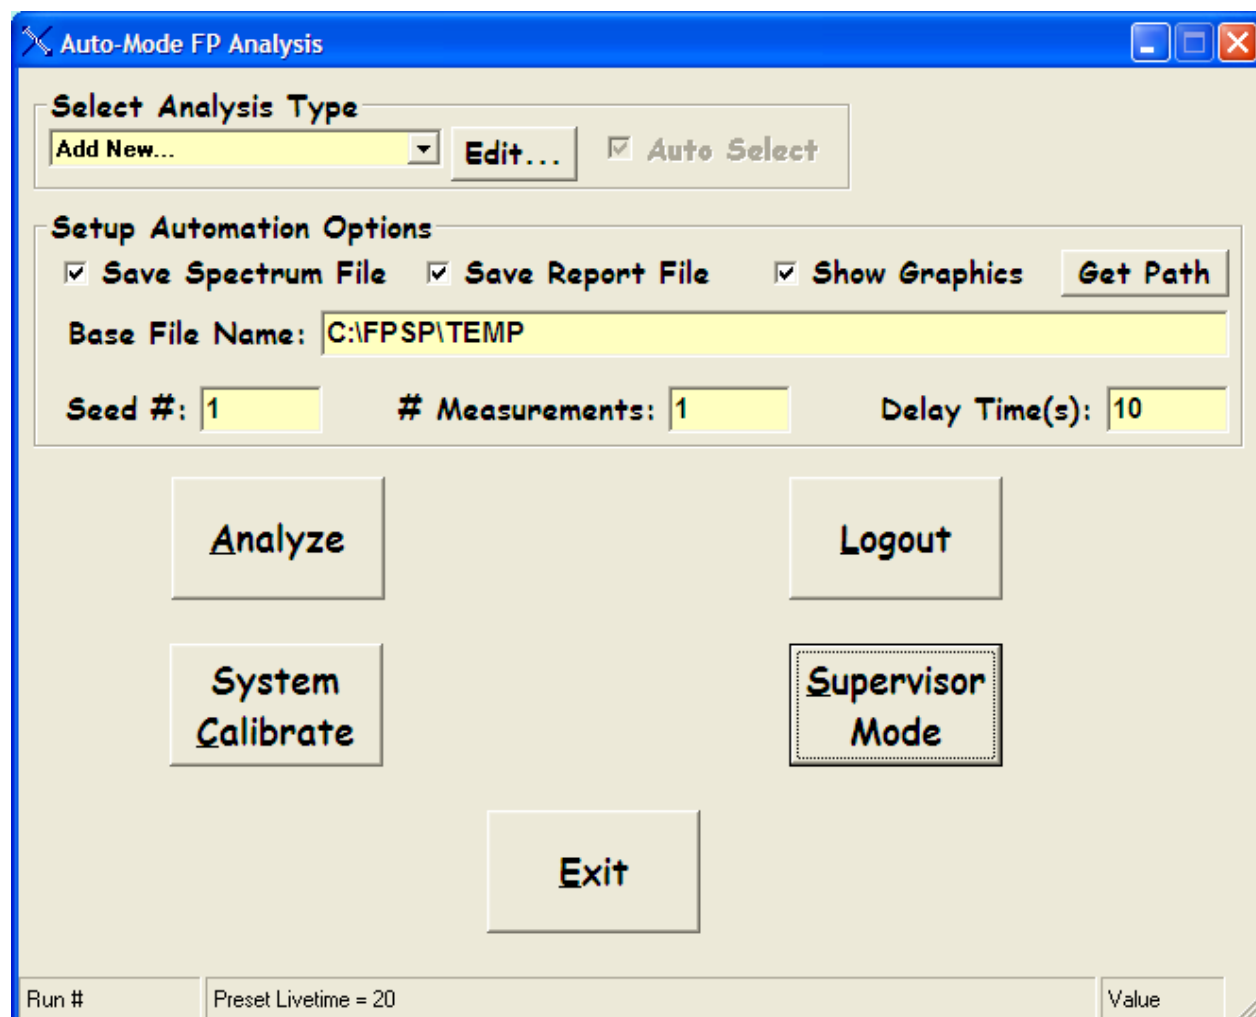 Auto-Mode FP Analysis
Select Analysis Type
Add New... Edit... Auto Select
Setup Automation Options
Save Spectrum File Save Report File Show Graphics Get Path
Base File Name: C:\FPSP\TEMP
Seed #: 1 # Measurements: 1 Delay Time(s): 10
Analyze Logout
System
Calibrate
Supervisor
Mode
Exit
Run # Preset Livetime = 20 Value